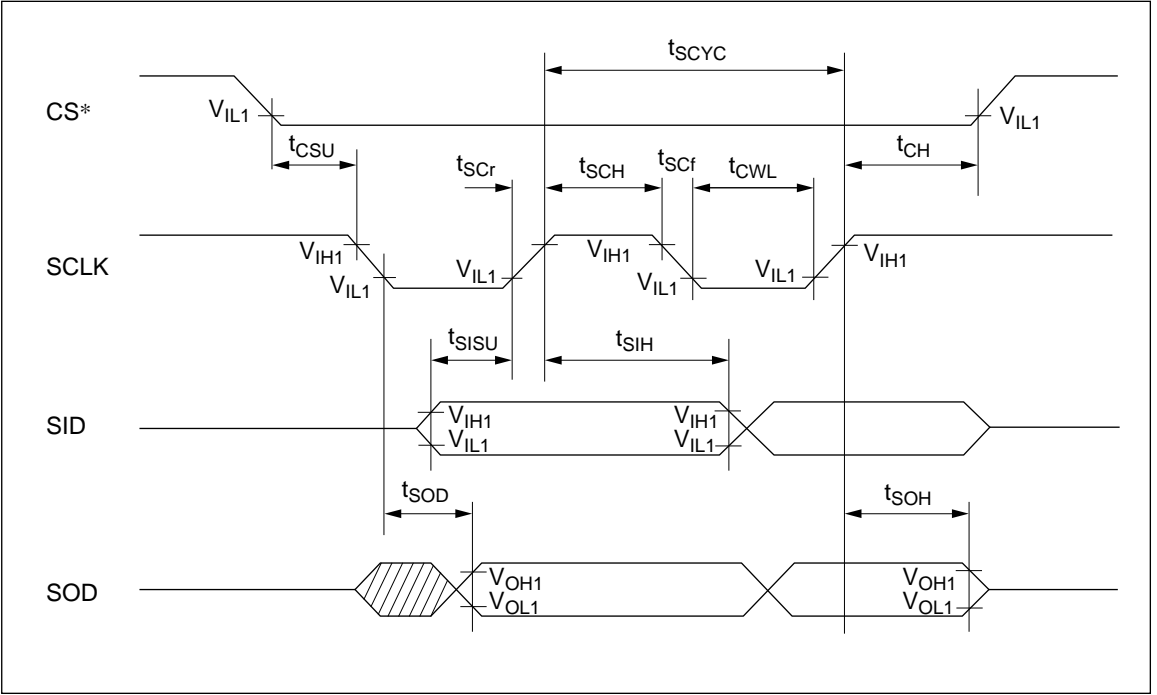 tSCYC
CS*
VIL1
VIL1
tCSU
tSCr
tSCH
tSCf
tCWL
tCH
SCLK
VIH1
VIL1
VIL1
VIH1
VIL1
VIL1
VIH1
tSISU
tSIH
SID
VIH1
VIL1
VIH1
VIL1
tSOD
tSOH
SOD
VOH1
VOL1
VOH1
VOL1